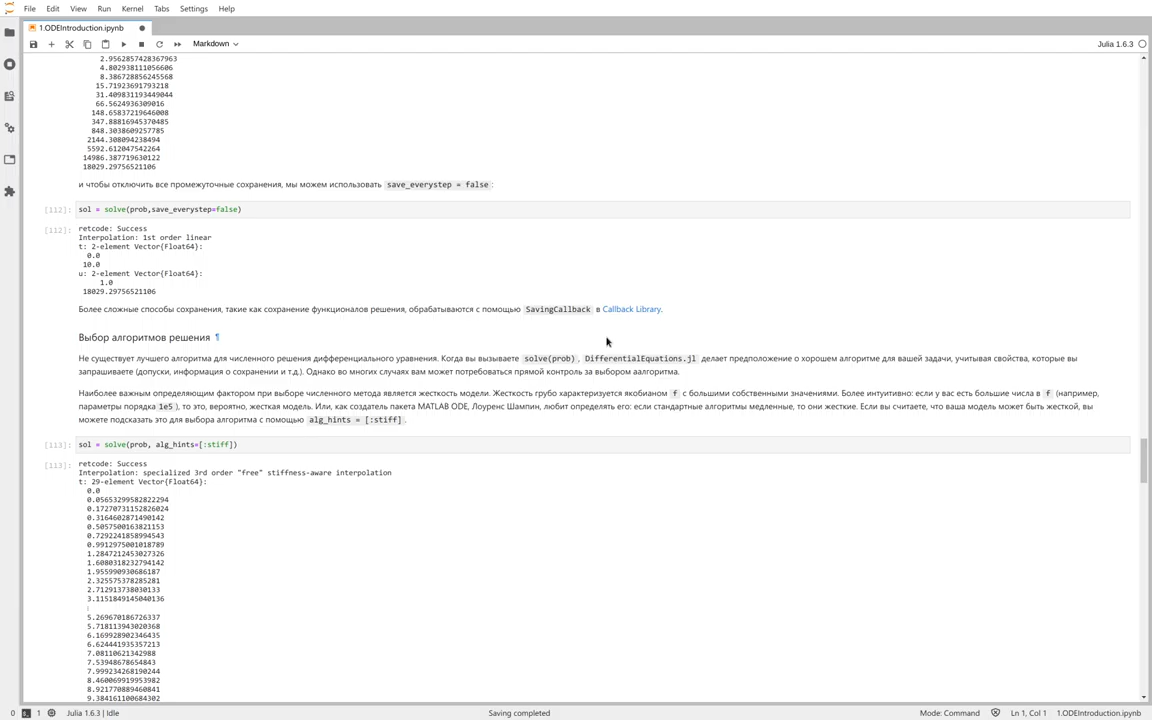 File Edit View Run Kernel Tabs Settings Help
1.ODEIntroduction.ipynb
Markdown
Julia 1.6.3
2.9562857428367963
4.802938111056606
8.386728856245568
15.71923691793218
31.409831193449044
66.5624936309016
148.65837219646008
347.88816945370485
848.3038609257785
2144.308094238494
5592.612047542264
14986.387719630122
18029.29756521106
и чтобы отключить все промежуточные сохранения, мы можем использовать save_everystep = false :
[112]: sol = solve(prob,save_everystep=false)
[112]: retcode: Success
Interpolation: 1st order linear
t: 2-element Vector{Float64}:
0.0
10.0
u: 2-element Vector{Float64}:
1.0
18029.29756521106
Более сложные способы сохранения, такие как сохранение функционалов решения, обрабатываются с помощью SavingCallback в Callback Library.
Выбор алгоритмов решения ¶
Не существует лучшего алгоритма для численного решения дифференциального уравнения. Когда вы вызываете solve(prob) , DifferentialEquations.jl делает предположение о хорошем алгоритме для вашей задачи, учитывая свойства, которые вы
запрашиваете (допуски, информация о сохранении и т.д.). Однако во многих случаях вам может потребоваться прямой контроль за выбором аалгоритма.
Наиболее важным определяющим фактором при выборе численного метода является жесткость модели. Жесткость грубо характеризуется якобианом f с большими собственными значениями. Более интуитивно: если у вас есть большие числа в f (например,
параметры порядка 1e5 ), то это, вероятно, жесткая модель. Или, как создатель пакета MATLAB ODE, Лоуренс Шампин, любит определять его: если стандартные алгоритмы медленные, то они жесткие. Если вы считаете, что ваша модель может быть жесткой, вы
можете подсказать это для выбора алгоритма с помощью alg_hints = [:stiff] .
[113]: sol = solve(prob, alg_hints=[:stiff])
[113]: retcode: Success
Interpolation: specialized 3rd order "free" stiffness-aware interpolation
t: 29-element Vector{Float64}:
0.0
0.05653299582822294
0.17270731152826024
0.3164602871490142
0.5057500163821153
0.7292241858994543
0.9912975001018789
1.2847212453027326
1.6080318232794142
1.955990930686187
2.325575378285281
2.712913738030133
3.1151849145040136
⋮
5.269670186726337
5.718113943020368
6.169928902346435
6.624441935357213
7.08110621342988
7.53948678654843
7.999234268190244
8.460069919953982
8.921770889460841
9.384161100684302
0 1 Julia 1.6.3 | Idle Saving completed Mode: Command Ln 1, Col 1 1.ODEIntroduction.ipynb